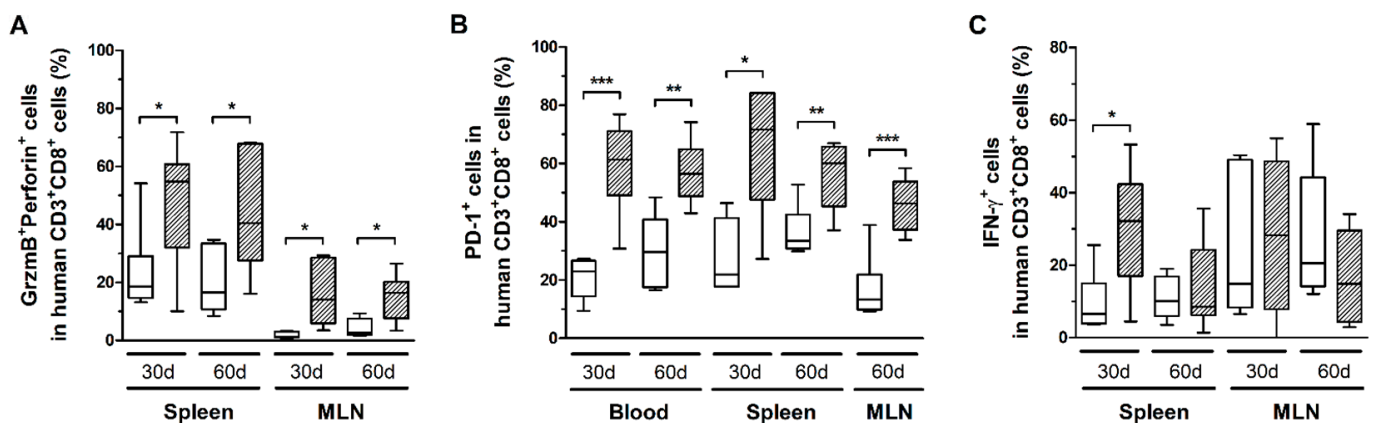 A
GrzmB+Perforin+ cells
in human CD3+CD8+ cells (%)
100
80
60
40
20
0
*
*
*
*
30d
60d
30d
60d
Spleen
MLN
B
PD-1+ cells in
human CD3+CD8+ cells (%)
100
80
60
40
20
0
***
**
*
**
***
30d
60d
30d
60d
60d
Blood
Spleen
MLN
C
IFN-γ+ cells
in human CD3+CD8+ cells (%)
80
60
40
20
0
*
30d
60d
30d
60d
Spleen
MLN